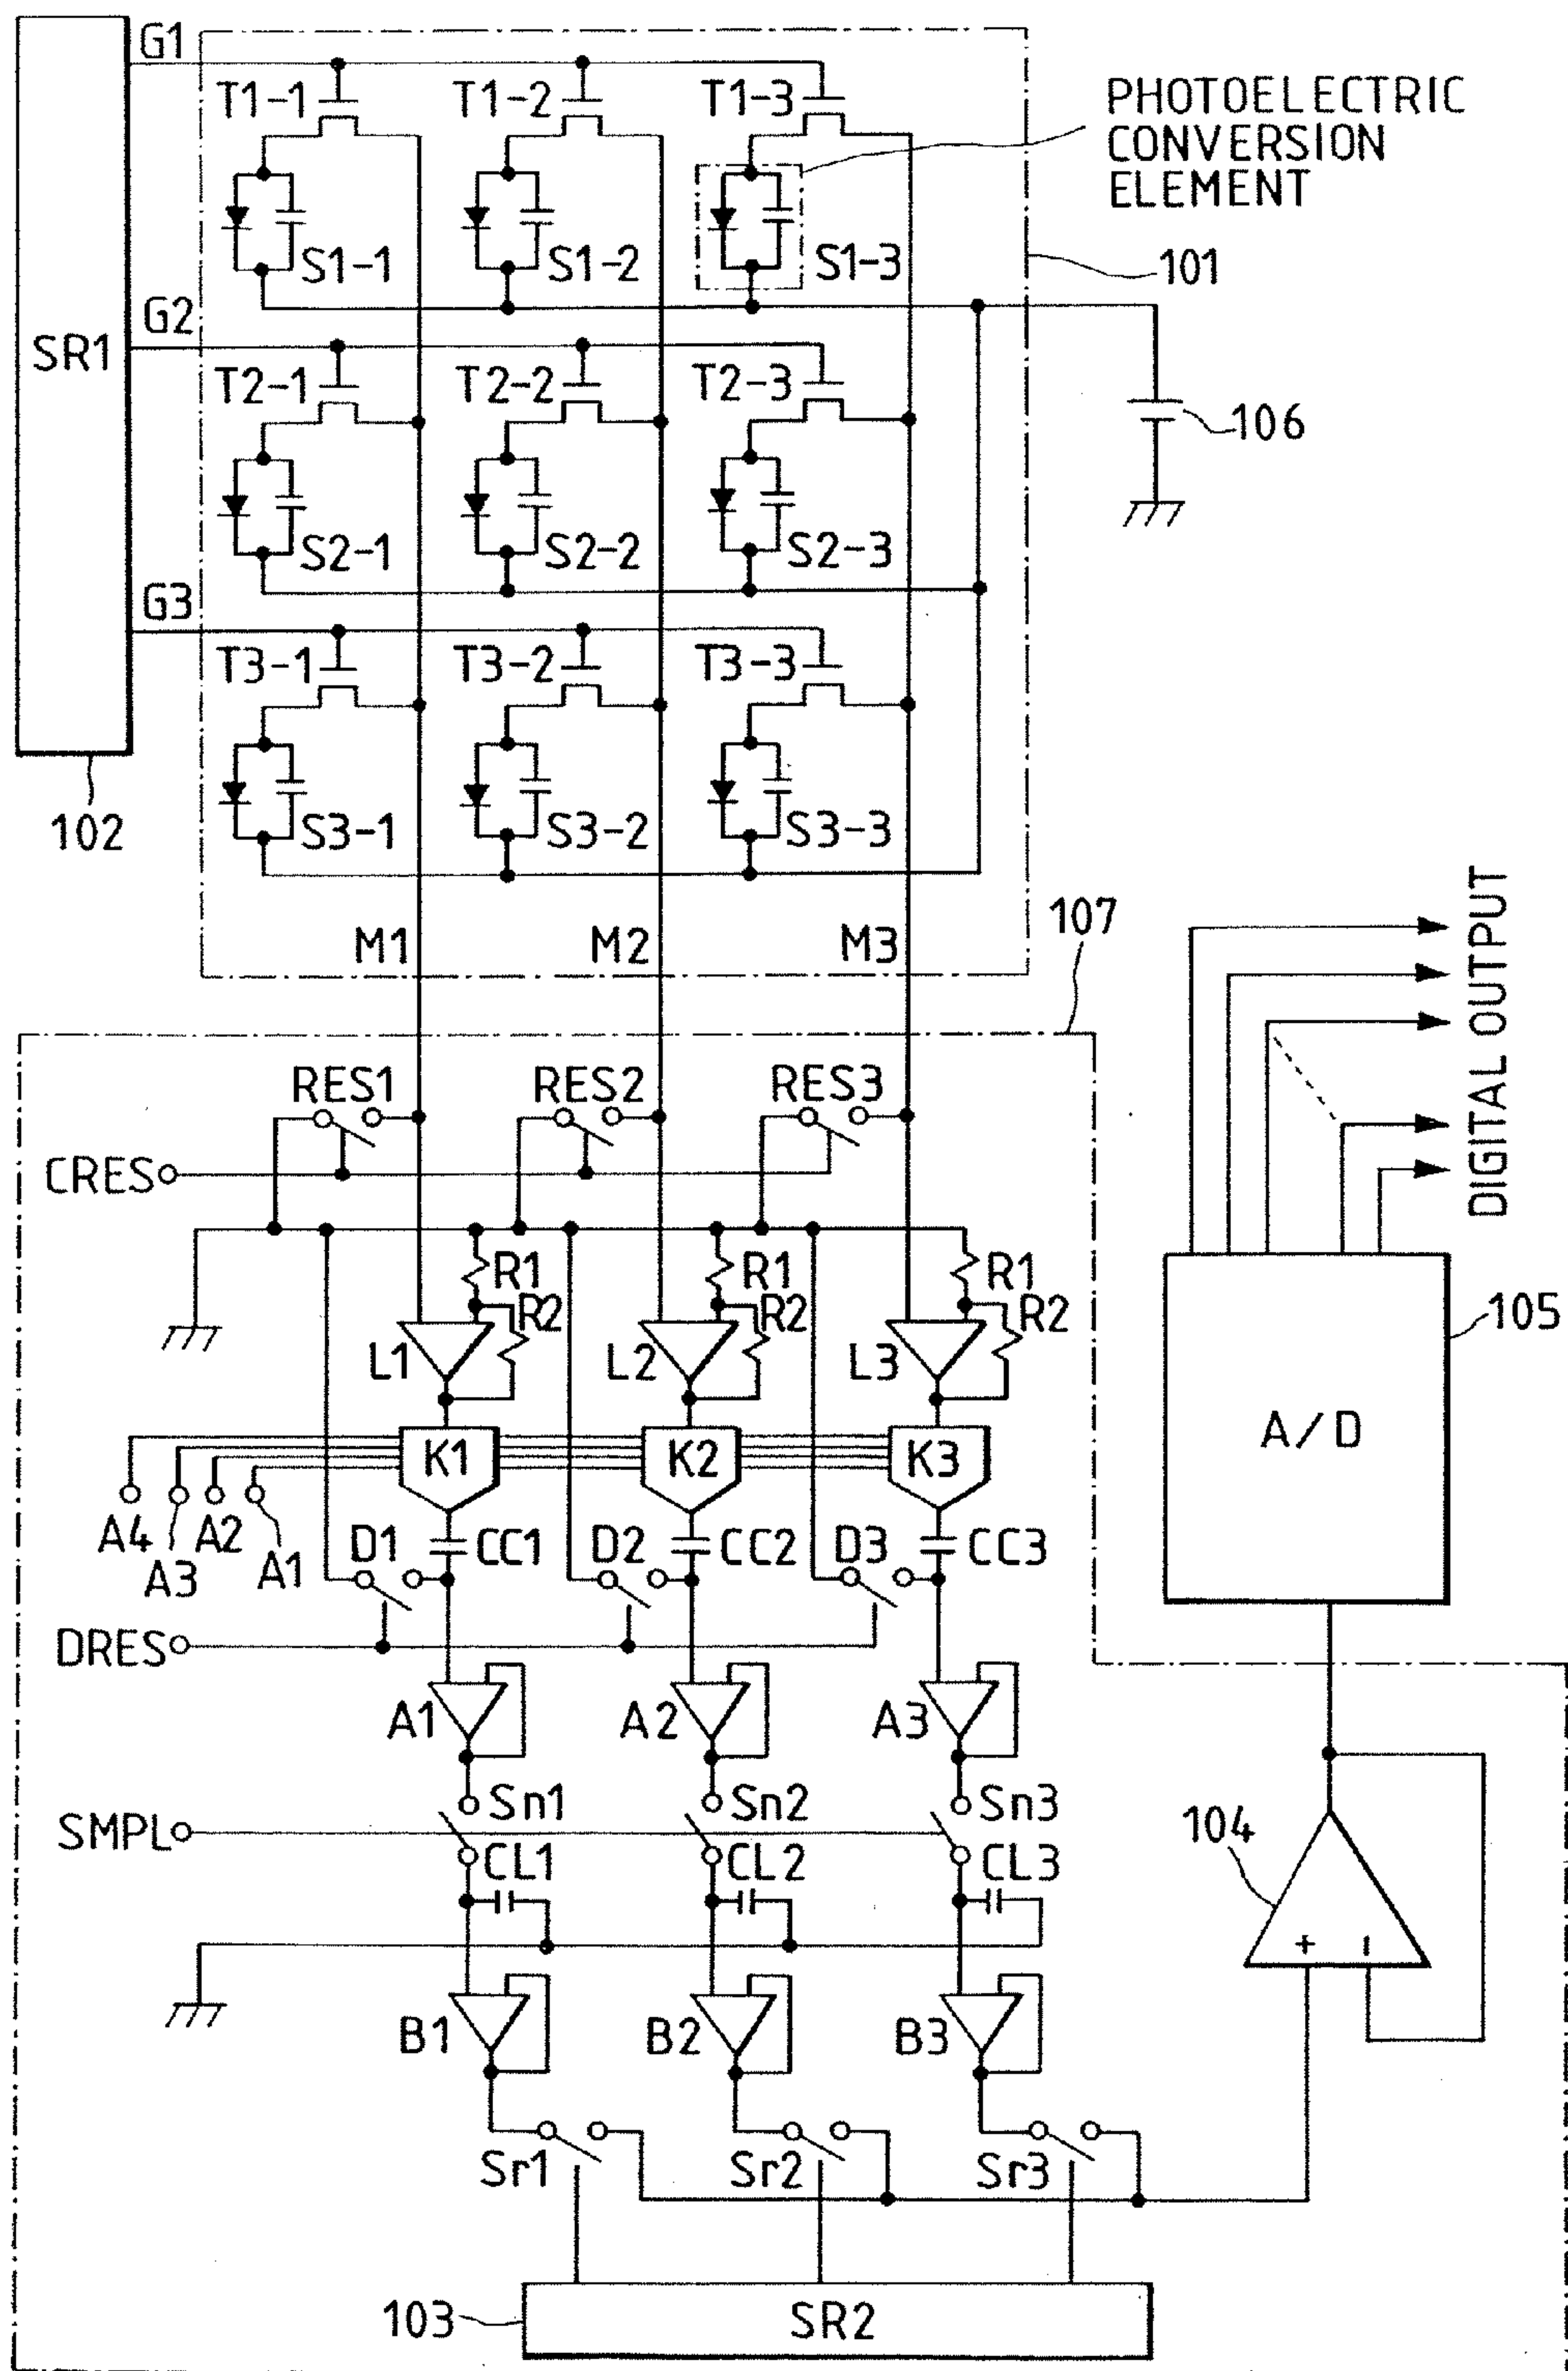 G1
T1-1 T1-2 T1-3
PHOTOELECTRIC
CONVERSION
ELEMENT
S1-1 S1-2 S1-3
101
G2
SR1
T2-1 T2-2 T2-3
106
S2-1 S2-2 S2-3
G3
T3-1 T3-2 T3-3
102
S3-1 S3-2 S3-3
107
M1 M2 M3
DIGITAL OUTPUT
RES1 RES2 RES3
CRES
R1 R1 R1
R2 R2 R2
105
L1 L2 L3
A/D
K1 K2 K3
A4 A3 A2 A1
D1 CC1 D2 CC2 D3 CC3
DRES
A1 A2 A3
Sn1 Sn2 Sn3
SMPL
104
CL1 CL2 CL3
+ -
B1 B2 B3
Sr1 Sr2 Sr3
103
SR2